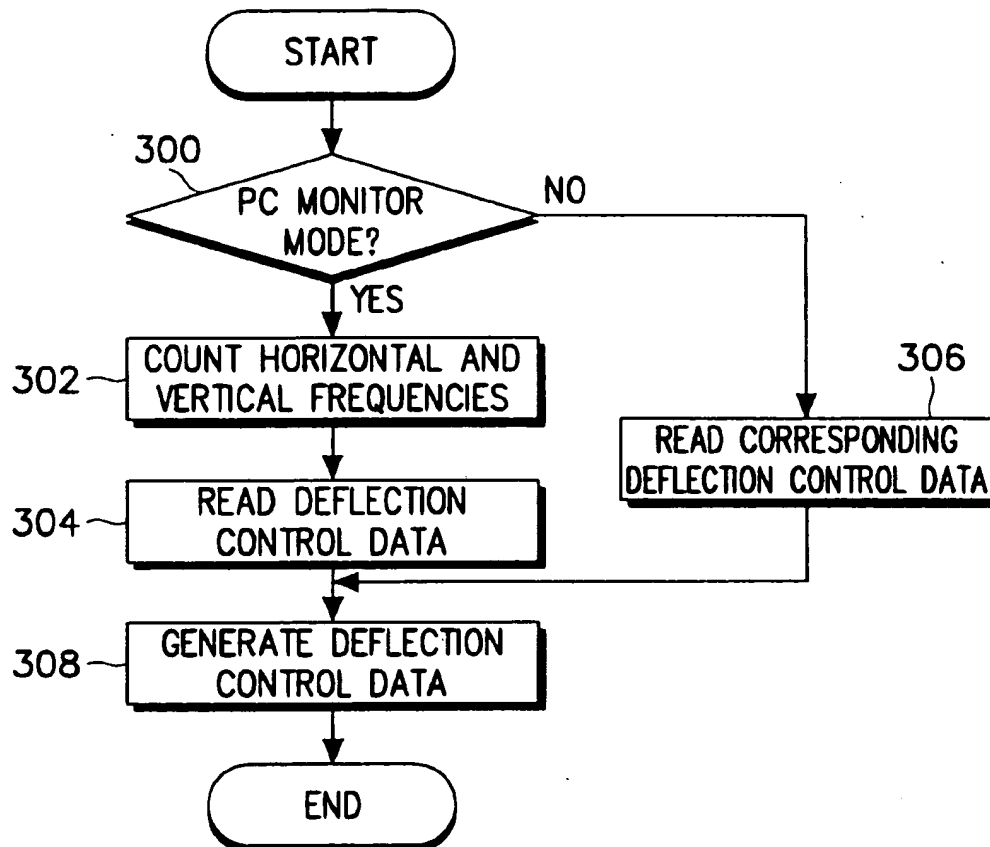 START
300
PC MONITOR
MODE?
NO
YES
302
COUNT HORIZONTAL AND
VERTICAL FREQUENCIES
306
READ CORRESPONDING
DEFLECTION CONTROL DATA
304
READ DEFLECTION
CONTROL DATA
308
GENERATE DEFLECTION
CONTROL DATA
END